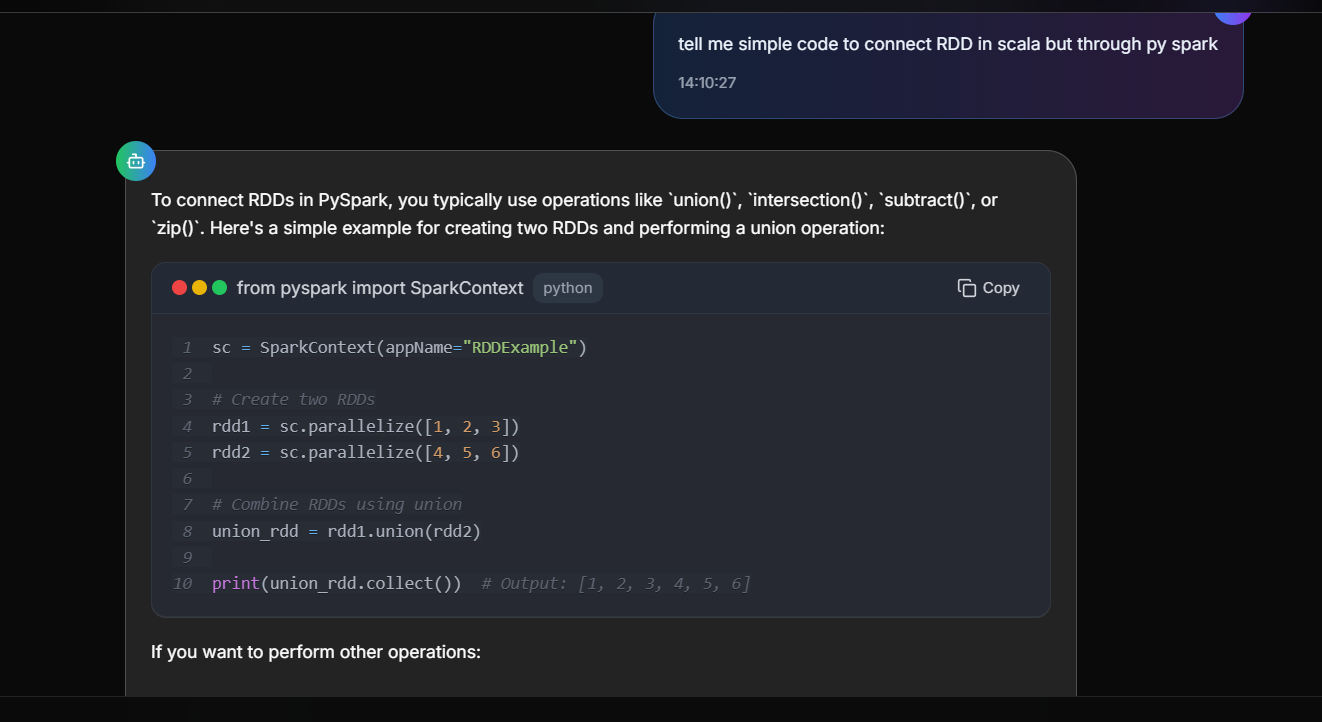 tell me simple code to connect RDD in scala but through py spark
14:10:27
To connect RDDs in PySpark, you typically use operations like `union()`, `intersection()`, `subtract()`, or
`zip()`. Here's a simple example for creating two RDDs and performing a union operation:
from pyspark import SparkContext python Copy
1 sc = SparkContext(appName="RDDExample")
2
3 # Create two RDDs
4 rdd1 = sc.parallelize([1, 2, 3])
5 rdd2 = sc.parallelize([4, 5, 6])
6
7 # Combine RDDs using union
8 union_rdd = rdd1.union(rdd2)
9
10 print(union_rdd.collect())  # Output: [1, 2, 3, 4, 5, 6]
If you want to perform other operations: